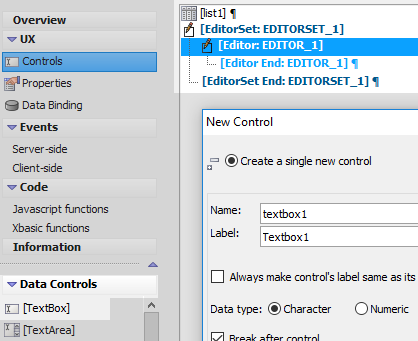 Overview
UX
Controls
Properties
Data Binding
Events
Server-side
Client-side
Code
Javascript functions
Xbasic functions
Information
Data Controls
[TextBox]
[TextArea]
[list1] ¶
[EditorSet: EDITORSET_1]
[Editor: EDITOR_1]
[Editor End: EDITOR_1] ¶
[EditorSet End: EDITORSET_1] ¶
New Control
Create a single new control
Name: textbox1
Label: Textbox1
Always make control's label same as its
Data type: Character Numeric
Break after control